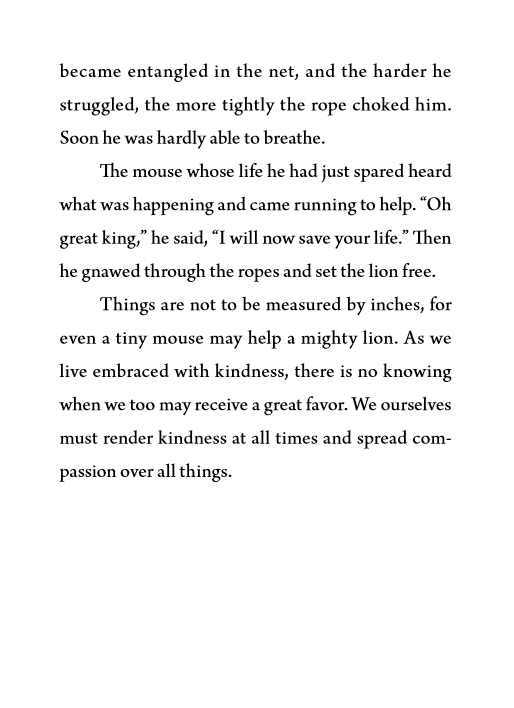 became entangled in the net, and the harder he
struggled, the more tightly the rope choked him.
Soon he was hardly able to breathe.
The mouse whose life he had just spared heard
what was happening and came running to help. “Oh
great king,” he said, “I will now save your life.” Then
he gnawed through the ropes and set the lion free.
Things are not to be measured by inches, for
even a tiny mouse may help a mighty lion. As we
live embraced with kindness, there is no knowing
when we too may receive a great favor. We ourselves
must render kindness at all times and spread com-
passion over all things.